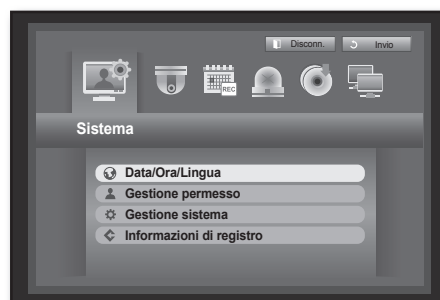 Disconn. Invio
REC
Sistema
Data/Ora/Lingua
Gestione permesso
Gestione sistema
Informazioni di registro